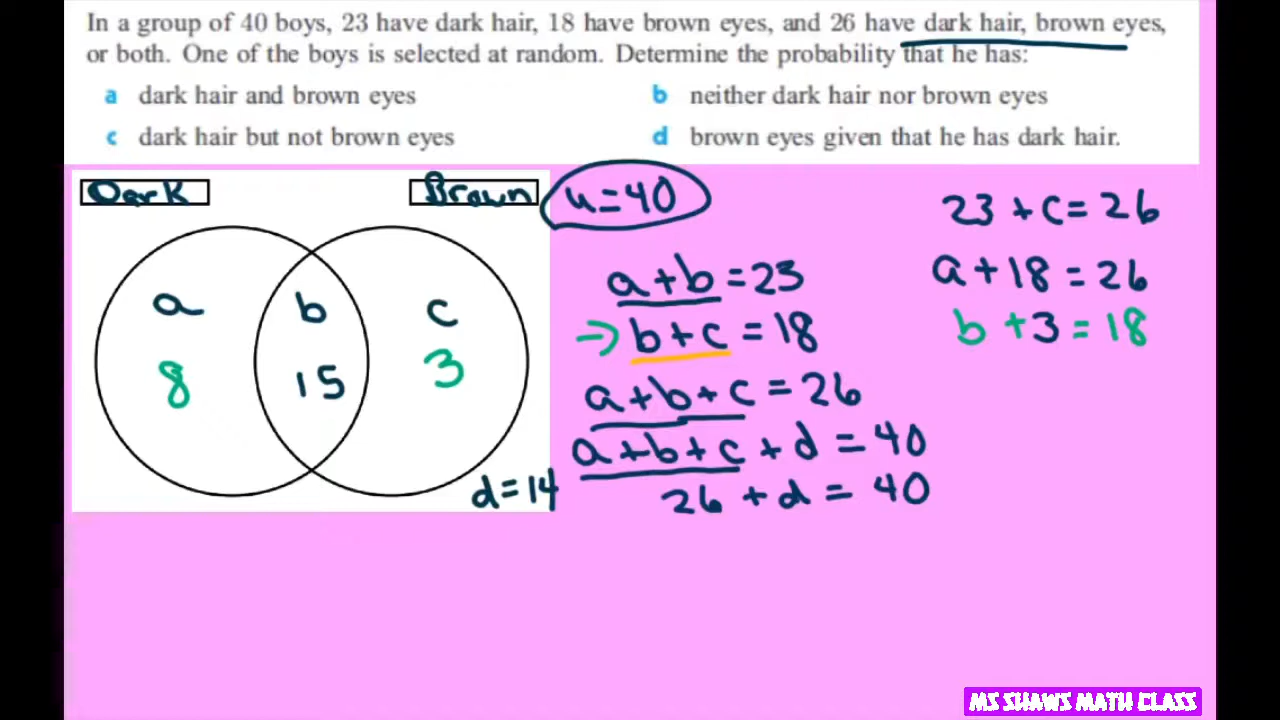 In a group of 40 boys, 23 have dark hair, 18 have brown eyes, and 26 have dark hair, brown eyes,
or both. One of the boys is selected at random. Determine the probability that he has:
a dark hair and brown eyes
b neither dark hair nor brown eyes
c dark hair but not brown eyes
d brown eyes given that he has dark hair.
Dark
Brown
u=40
23 + c = 26
a+b = 23
a + 18 = 26
→ b + c = 18
b + 3 = 18
a b c
8 15 3
a+b+c = 26
a+b+c + d = 40
d=14
26 + d = 40
MS SHAWS MATH CLASS